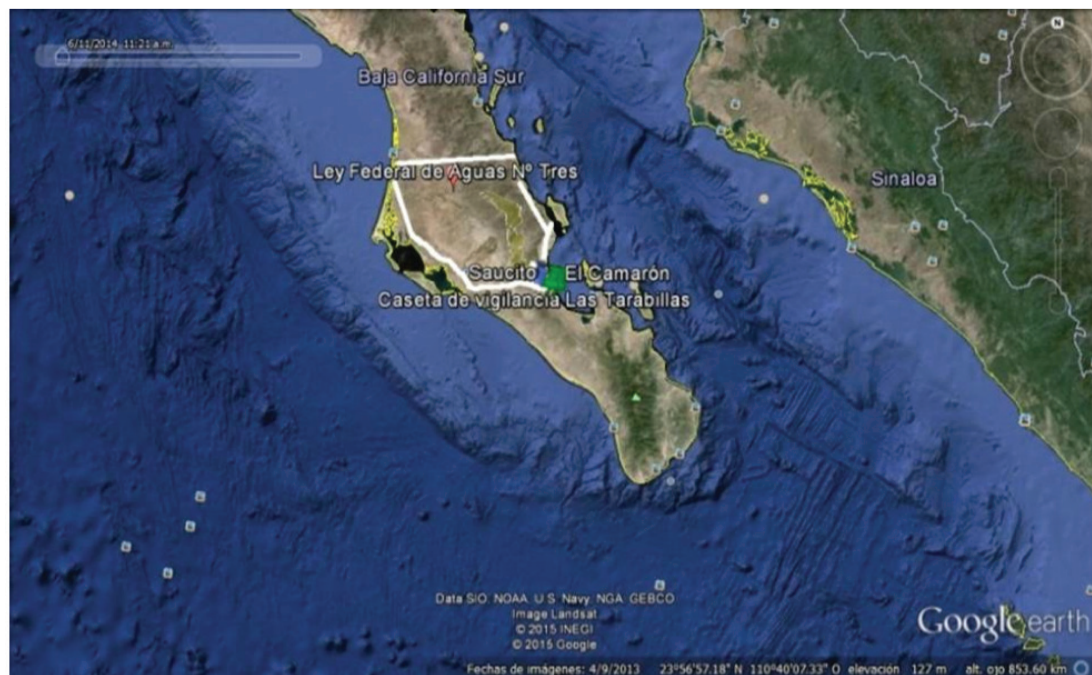 6/11/2014 11:21 a.m.
Baja California Sur
Ley Federal de Aguas Nº Tres
Sinaloa
Saucito
El Camarón
Caseta de vigilancia Las Tarabillas
Data SIO, NOAA, U.S. Navy, NGA, GEBCO
Image Landsat
© 2015 INEGI
© 2015 Google
Google earth
N
Fechas de imágenes: 4/9/2013 23°56'57.18" N 110°40'07.33" O elevación 127 m alt. ojo 853.60 km